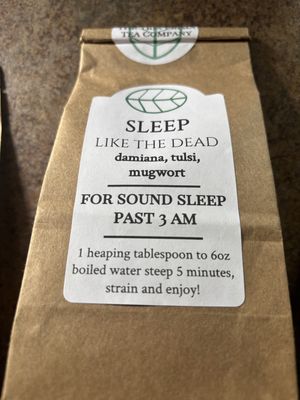 TEA COMPANY
SLEEP
LIKE THE DEAD
damiana, tulsi,
mugwort
FOR SOUND SLEEP
PAST 3 AM
1 heaping tablespoon to 6oz
boiled water steep 5 minutes,
strain and enjoy!